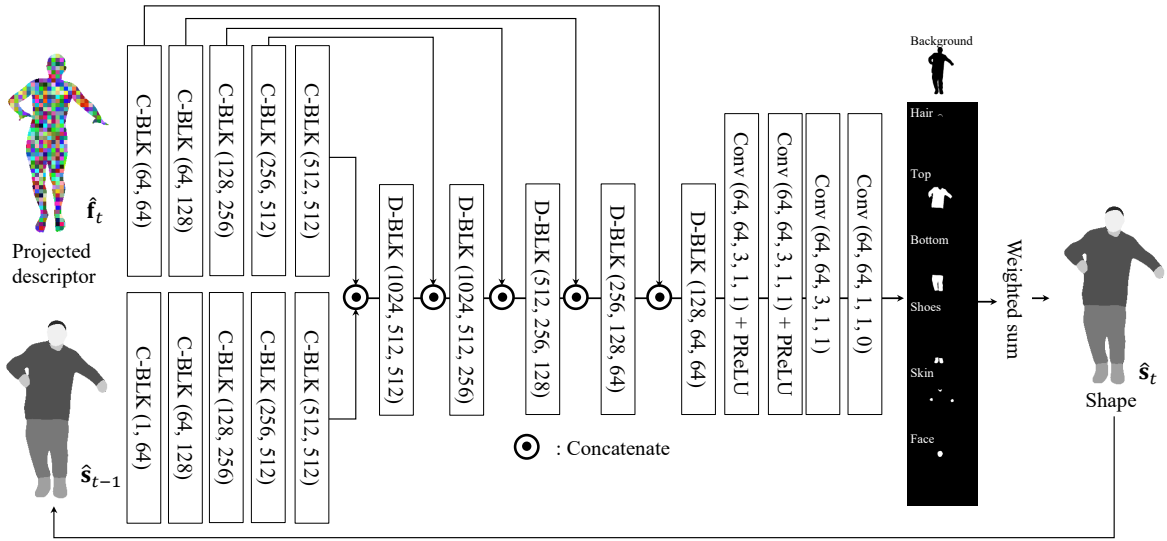 f̂t
Projected
descriptor
C-BLK (64, 64)
C-BLK (64, 128)
C-BLK (128, 256)
C-BLK (256, 512)
C-BLK (512, 512)
ŝt−1
C-BLK (1, 64)
C-BLK (64, 128)
C-BLK (128, 256)
C-BLK (256, 512)
C-BLK (512, 512)
D-BLK (1024, 512, 512)
D-BLK (1024, 512, 256)
D-BLK (512, 256, 128)
D-BLK (256, 128, 64)
D-BLK (128, 64, 64)
Conv (64, 64, 3, 1, 1) + PReLU
Conv (64, 64, 3, 1, 1) + PReLU
Conv (64, 64, 3, 1, 1)
Conv (64, 64, 1, 1, 0)
: Concatenate
Background
Hair
Top
Bottom
Shoes
Skin
Face
Weighted sum
ŝt
Shape